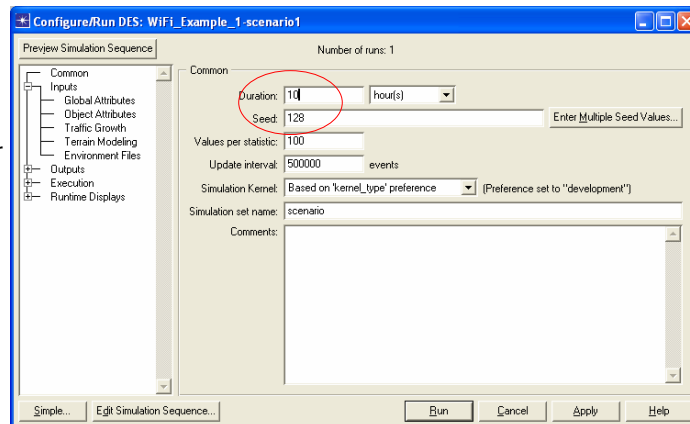 Configure/Run DES: WiFi_Example_1-scenario1
Preview Simulation Sequence
Number of runs: 1
Common
Inputs
Global Attributes
Object Attributes
Traffic Growth
Terrain Modeling
Environment Files
Outputs
Execution
Runtime Displays
Common
Duration: 10 hour(s)
Seed: 128 Enter Multiple Seed Values...
Values per statistic: 100
Update interval: 500000 events
Simulation Kernel: Based on 'kernel_type' preference (Preference set to "development")
Simulation set name: scenario
Comments:
Simple... Edit Simulation Sequence... Run Cancel Apply Help